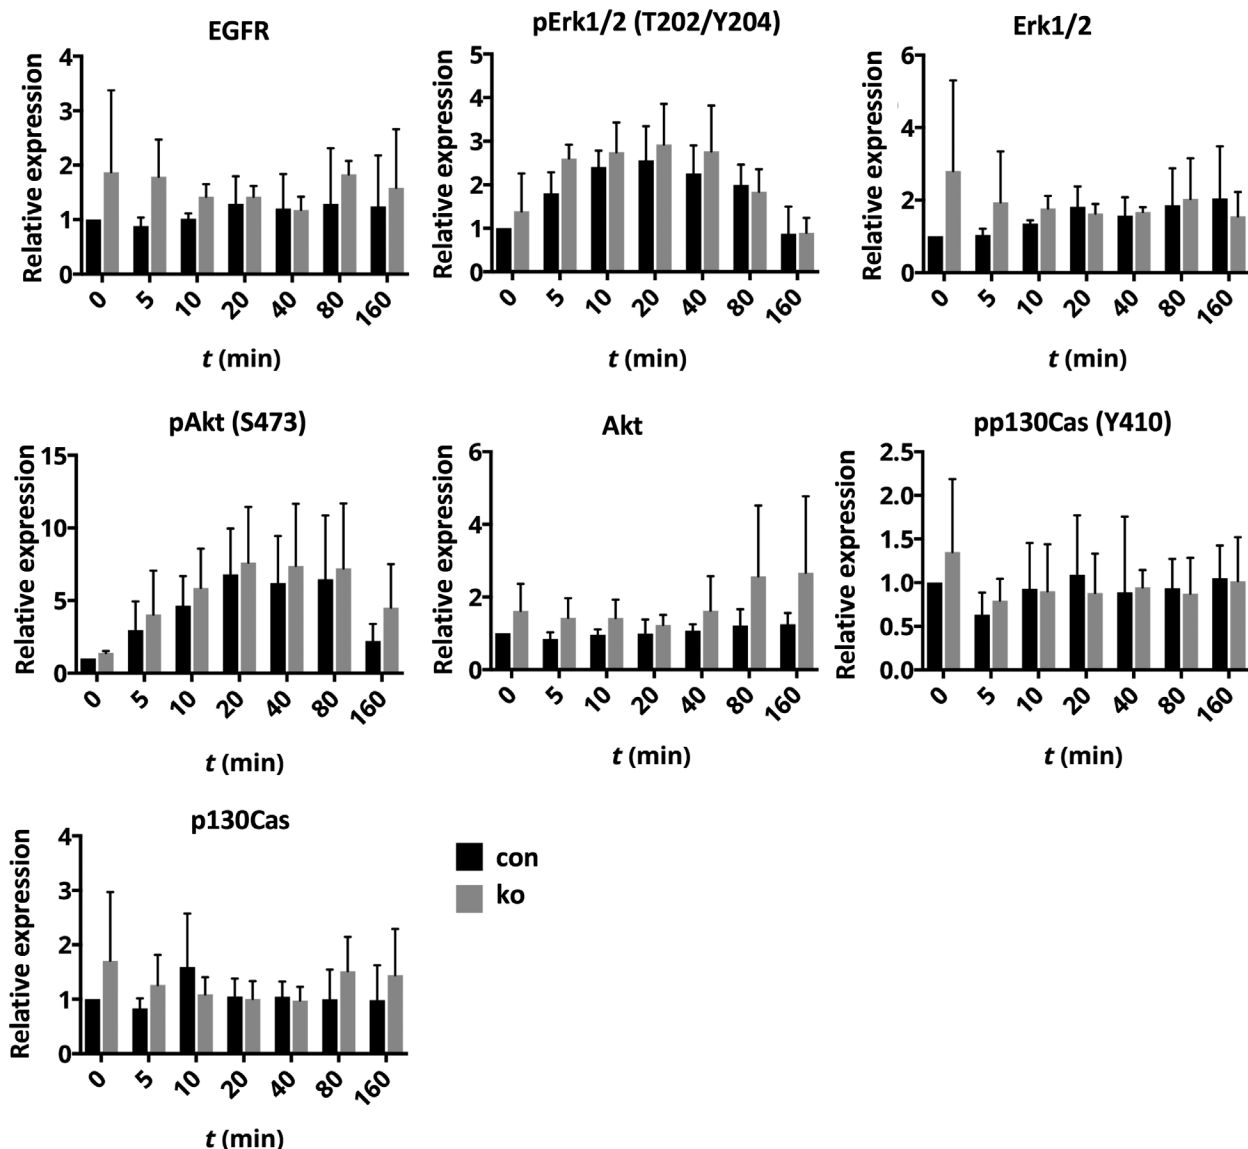 EGFR
Relative expression
4
3
2
1
0
0 5 10 20 40 80 160
t (min)
pErk1/2 (T202/Y204)
Relative expression
5
4
3
2
1
0
0 5 10 20 40 80 160
t (min)
Erk1/2
Relative expression
6
4
2
0
0 5 10 20 40 80 160
t (min)
pAkt (S473)
Relative expression
15
10
5
0
0 5 10 20 40 80 160
t (min)
Akt
Relative expression
6
4
2
0
0 5 10 20 40 80 160
t (min)
pp130Cas (Y410)
Relative expression
2.5
2.0
1.5
1.0
0.5
0.0
0 5 10 20 40 80 160
t (min)
p130Cas
Relative expression
4
3
2
1
0
0 5 10 20 40 80 160
t (min)
con
ko